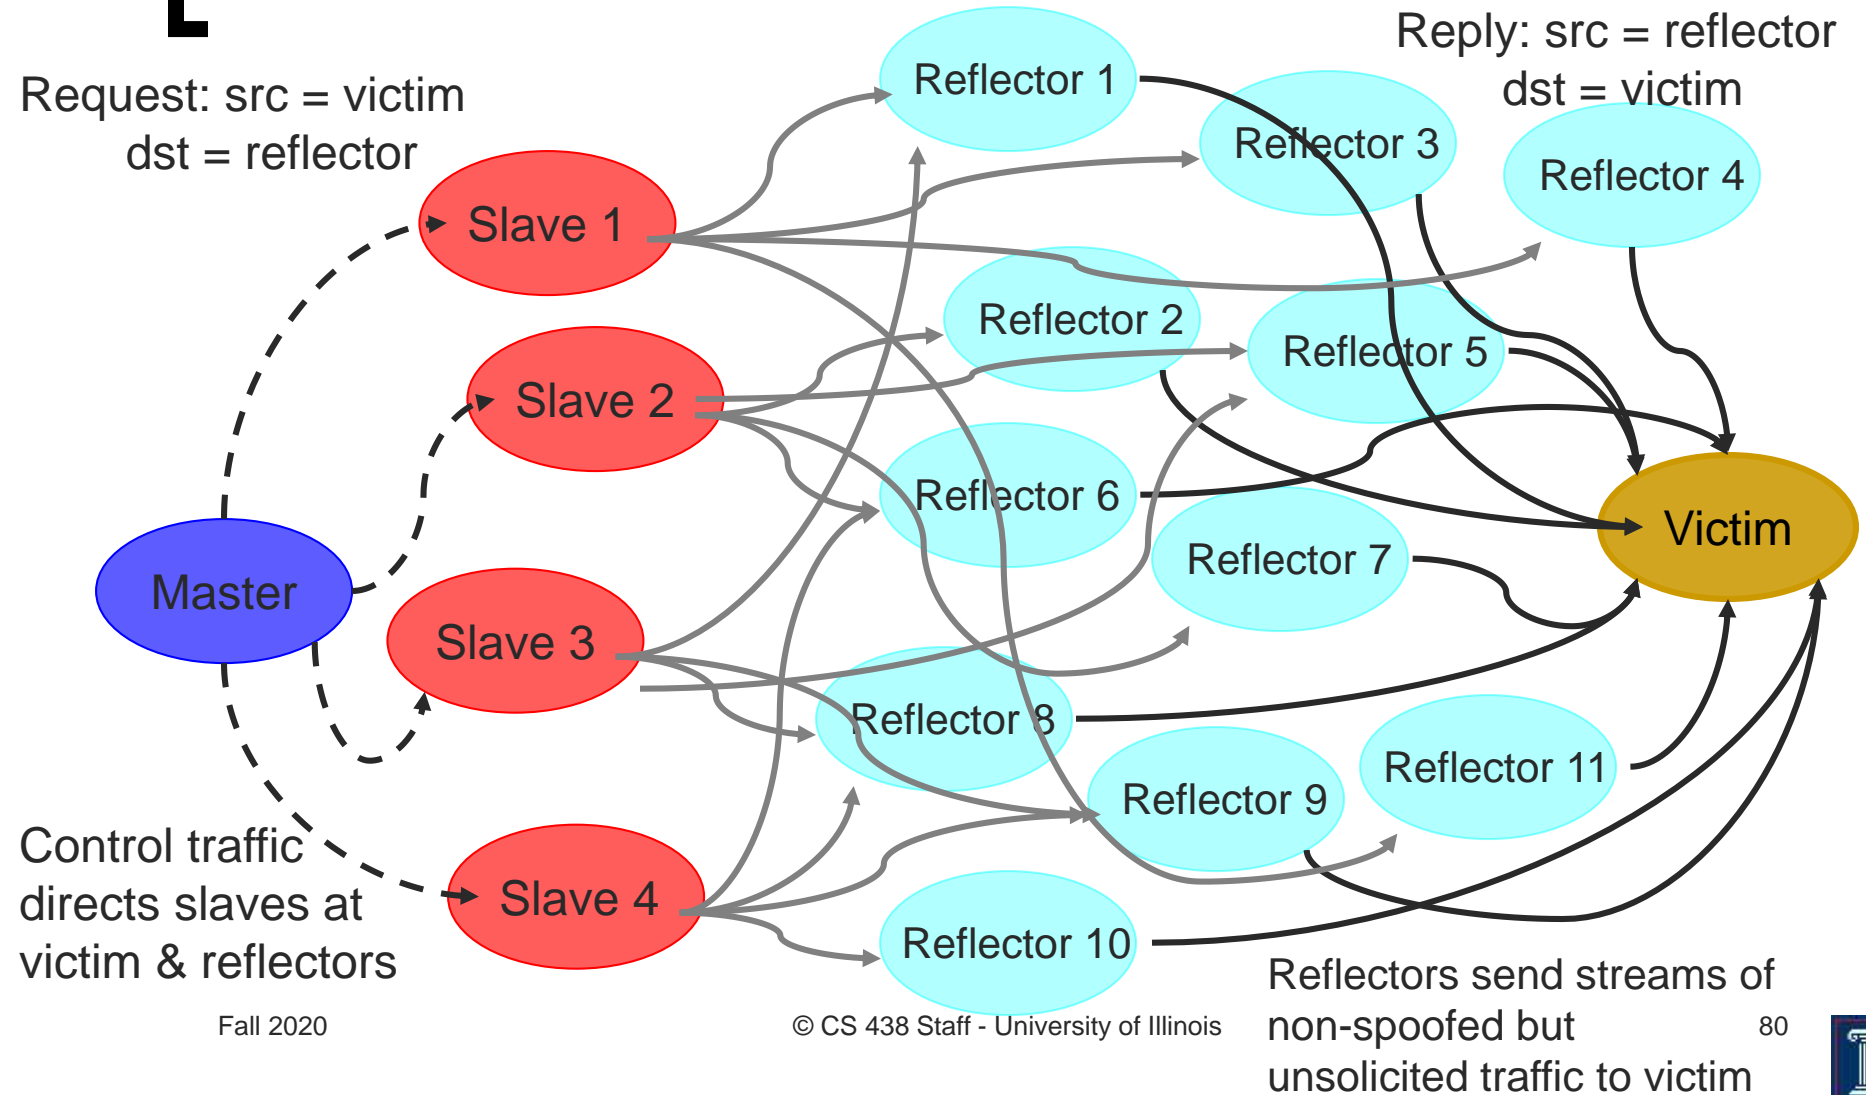 Request: src = victim
dst = reflector
Reply: src = reflector
dst = victim
Reflector 1
Reflector 3
Reflector 4
Slave 1
Reflector 2
Reflector 5
Slave 2
Reflector 6
Victim
Reflector 7
Master
Slave 3
Reflector 8
Reflector 11
Reflector 9
Slave 4
Reflector 10
Control traffic
directs slaves at
victim & reflectors
Reflectors send streams of
non-spoofed but
unsolicited traffic to victim
Fall 2020
© CS 438 Staff - University of Illinois
80